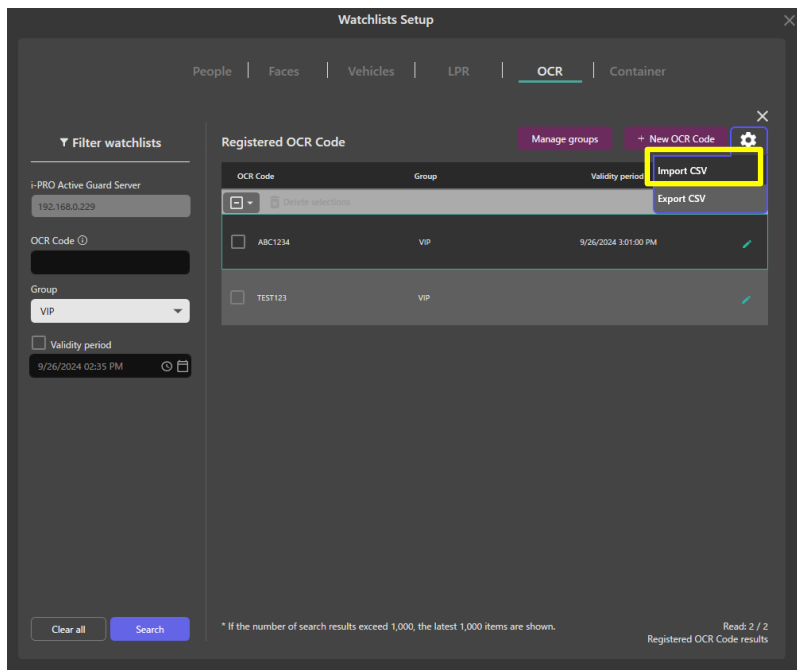 Watchlists Setup
People
Faces
Vehicles
LPR
OCR
Container
Filter watchlists
i-PRO Active Guard Server
192.168.0.229
OCR Code
Group
VIP
Validity period
9/26/2024 02:35 PM
Clear all
Search
Registered OCR Code
Manage groups
+ New OCR Code
Import CSV
Export CSV
OCR Code Group Validity period
Delete selections
ABC1234 VIP 9/26/2024 3:01:00 PM
TEST123 VIP
* If the number of search results exceed 1,000, the latest 1,000 items are shown.
Read: 2 / 2
Registered OCR Code results